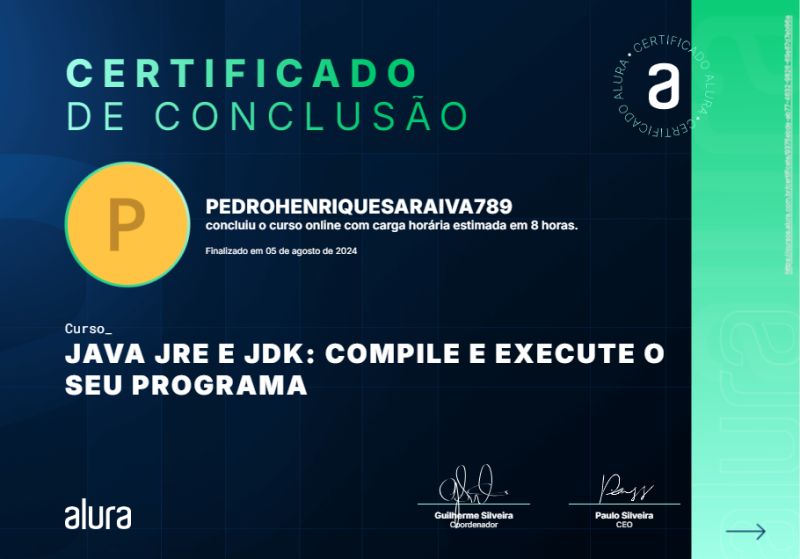 CERTIFICADO
DE CONCLUSÃO
CERTIFICADO ALURA • CERTIFICADO ALURA •
a
P
PEDROHENRIQUESARAIVA789
concluiu o curso online com carga horária estimada em 8 horas.
Finalizado em 05 de agosto de 2024
Curso_
JAVA JRE E JDK: COMPILE E EXECUTE O
SEU PROGRAMA
alura
Guilherme Silveira
Coordenador
Paulo Silveira
CEO
alura